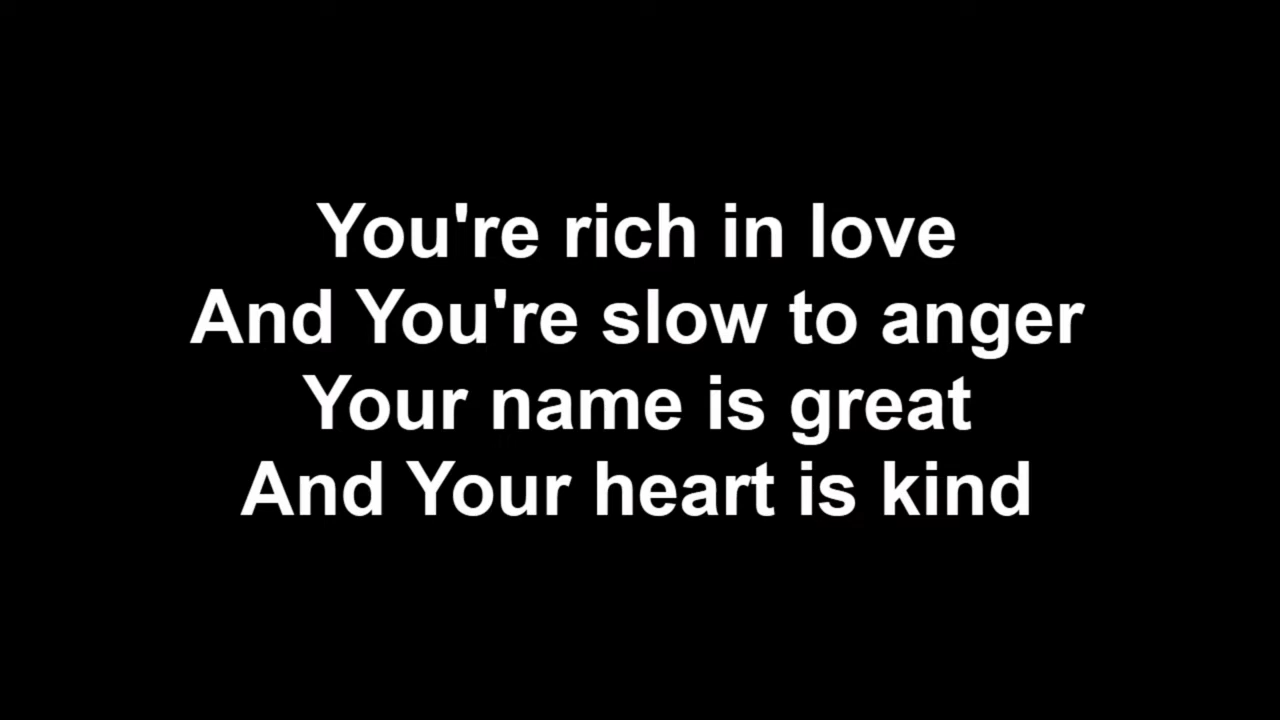 You're rich in love
And You're slow to anger
Your name is great
And Your heart is kind